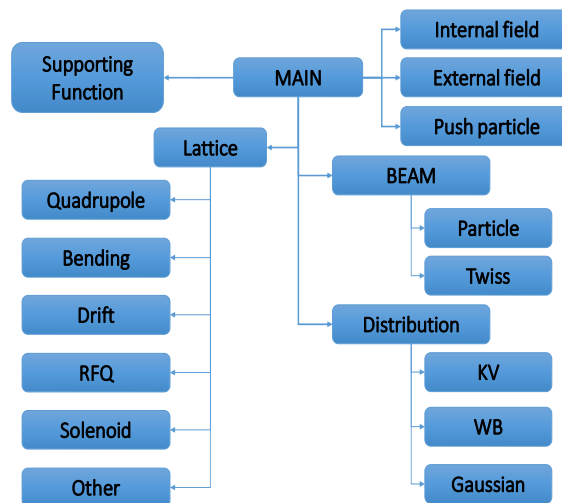 Internal field
Supporting
Function
MAIN
External field
Push particle
Lattice
BEAM
Quadrupole
Particle
Bending
Twiss
Drift
Distribution
RFQ
KV
Solenoid
WB
Other
Gaussian